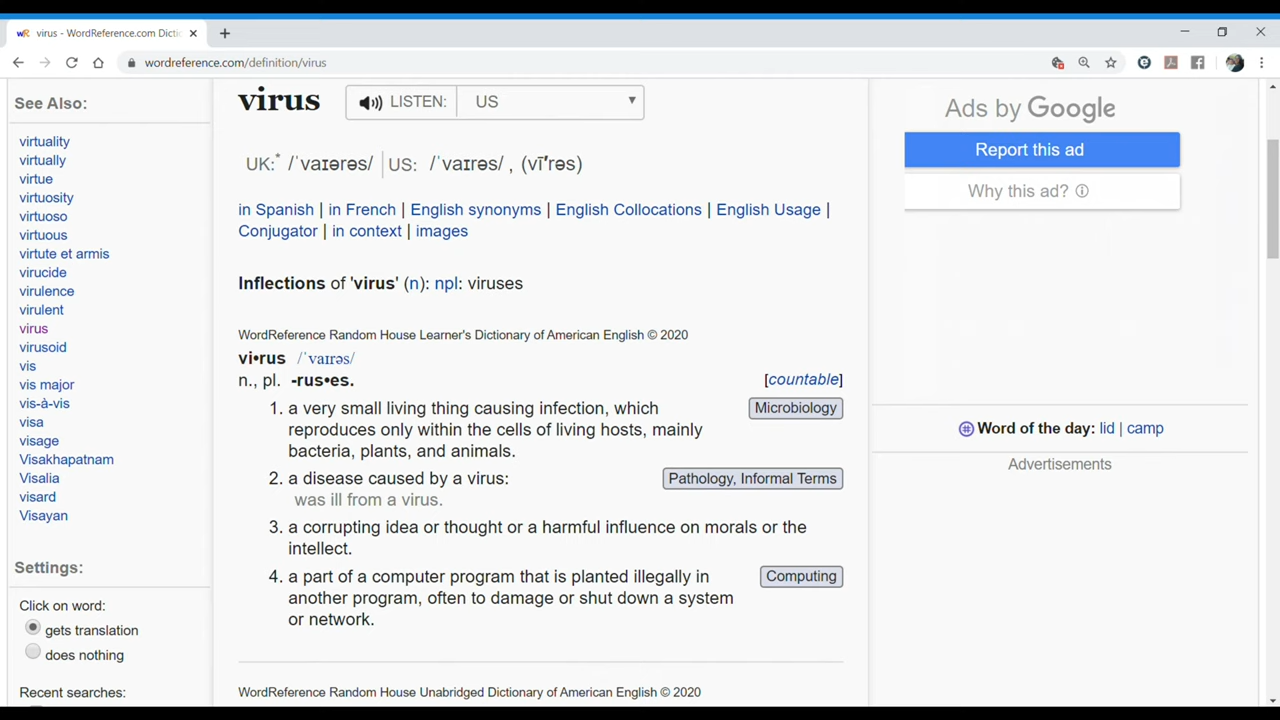 virus - WordReference.com Dicti
wordreference.com/definition/virus
See Also:
virtuality
virtually
virtue
virtuosity
virtuoso
virtuous
virtute et armis
virucide
virulence
virulent
virus
virusoid
vis
vis major
vis-à-vis
visa
visage
Visakhapatnam
Visalia
visard
Visayan
Settings:
Click on word:
gets translation
does nothing
Recent searches:
virus
LISTEN: US
UK:* /ˈvaɪərəs/ US: /ˈvaɪrəs/ , (vī′rəs)
in Spanish | in French | English synonyms | English Collocations | English Usage |
Conjugator | in context | images
Inflections of 'virus' (n): npl: viruses
WordReference Random House Learner's Dictionary of American English © 2020
vi•rus /ˈvaɪrəs/
n., pl. -rus•es. [countable]
1. a very small living thing causing infection, which Microbiology
reproduces only within the cells of living hosts, mainly
bacteria, plants, and animals.
2. a disease caused by a virus: Pathology, Informal Terms
was ill from a virus.
3. a corrupting idea or thought or a harmful influence on morals or the
intellect.
4. a part of a computer program that is planted illegally in Computing
another program, often to damage or shut down a system
or network.
WordReference Random House Unabridged Dictionary of American English © 2020
Ads by Google
Report this ad
Why this ad?
Word of the day: lid | camp
Advertisements